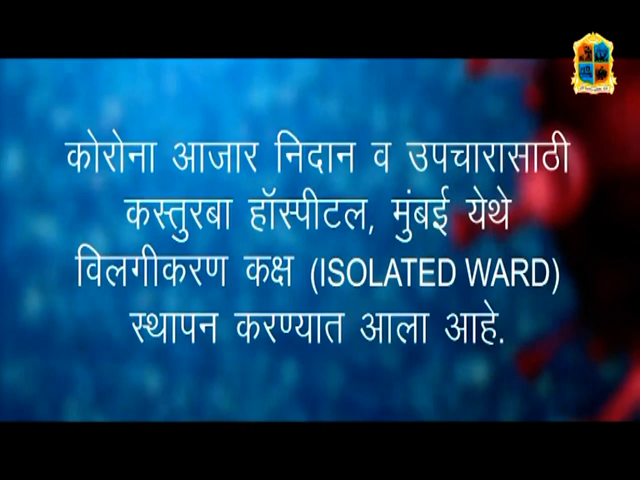 कोरोना आजार निदान व उपचारासाठी
कस्तुरबा हॉस्पीटल, मुंबई येथे
विलगीकरण कक्ष (ISOLATED WARD)
स्थापन करण्यात आला आहे.